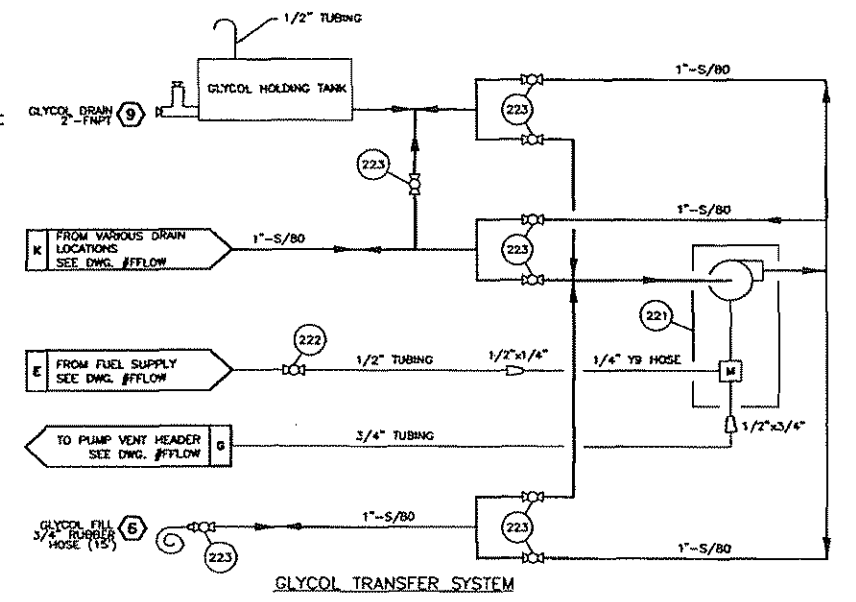 1/2" TUBING
GLYCOL HOLDING TANK
1"-S/80
GLYCOL DRAIN
2"-FNPT
9
223
223
1"-S/80
K
FROM VARIOUS DRAIN
LOCATIONS
SEE DWG. #FFLOW
1"-S/80
223
221
222
E
FROM FUEL SUPPLY
SEE DWG. #FFLOW
1/2" TUBING
1/2"x1/4"
1/4" Y9 HOSE
M
TO PUMP VENT HEADER
SEE DWG. #FFLOW
G
3/4" TUBING
1/2"x3/4"
GLYCOL FILL
3/4" RUBBER
HOSE (15')
6
223
1"-S/80
223
1"-S/80
GLYCOL TRANSFER SYSTEM